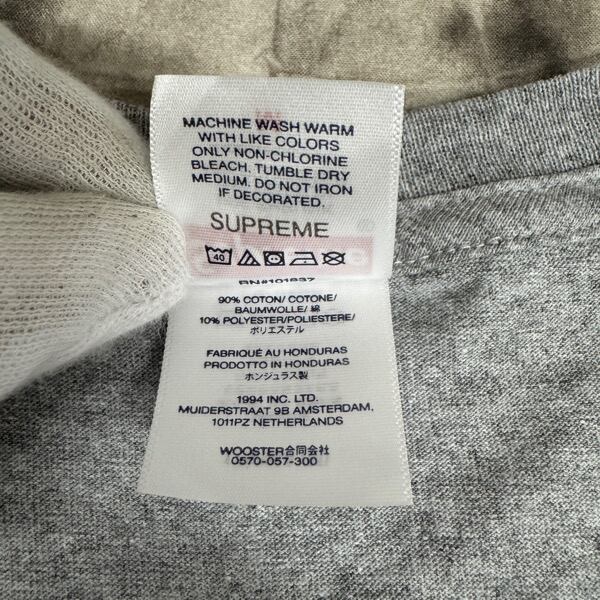 MACHINE WASH WARM
WITH LIKE COLORS
ONLY NON-CHLORINE
BLEACH, TUMBLE DRY
MEDIUM. DO NOT IRON
IF DECORATED.
SUPREME
40
RN#101837
90% COTON/ COTONE/
BAUMWOLLE/ 綿
10% POLYESTER/POLIESTERE/
ポリエステル
FABRIQUÉ AU HONDURAS
PRODOTTO IN HONDURAS
ホンジュラス製
1994 INC. LTD.
MUIDERSTRAAT 9B AMSTERDAM,
1011PZ NETHERLANDS
WOOSTER合同会社
0570-057-300